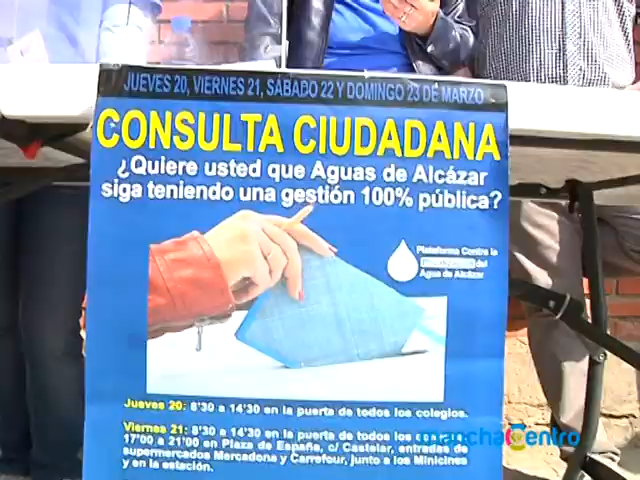 JUEVES 20, VIERNES 21, SÁBADO 22 Y DOMINGO 23 DE MARZO
CONSULTA CIUDADANA
¿Quiere usted que Aguas de Alcázar
siga teniendo una gestión 100% pública?
Plataforma Contra la
del
Agua de Alcázar
Jueves 20: 8'30 a 14'30 en la puerta de todos los colegios.
Viernes 21: 8'30 a 14'30 en la puerta de todos los
17'00 a 21'00 en Plaza de España, c/ Castelar, entradas de
supermercados Mercadona y Carrefour, junto a los Minicines
y en la estación.
manchaCentro